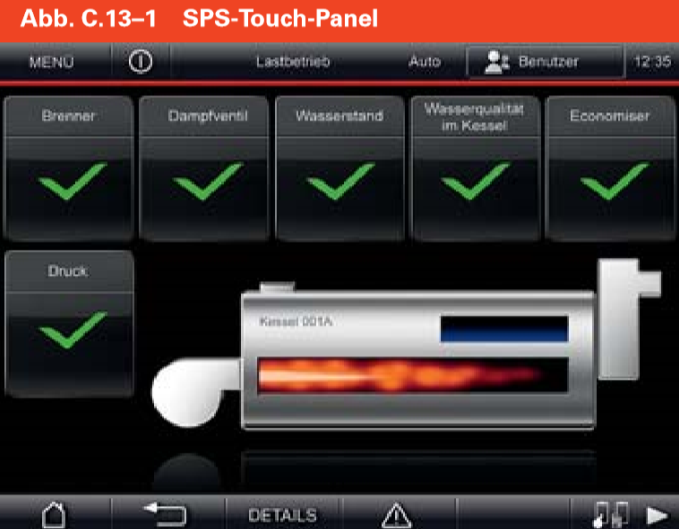 Abb. C.13–1 SPS-Touch-Panel
MENÜ Lastbetrieb Auto Benutzer 12:35
Brenner Dampfventil Wasserstand Wasserqualität im Kessel Economiser
Druck
Kessel 001A
DETAILS